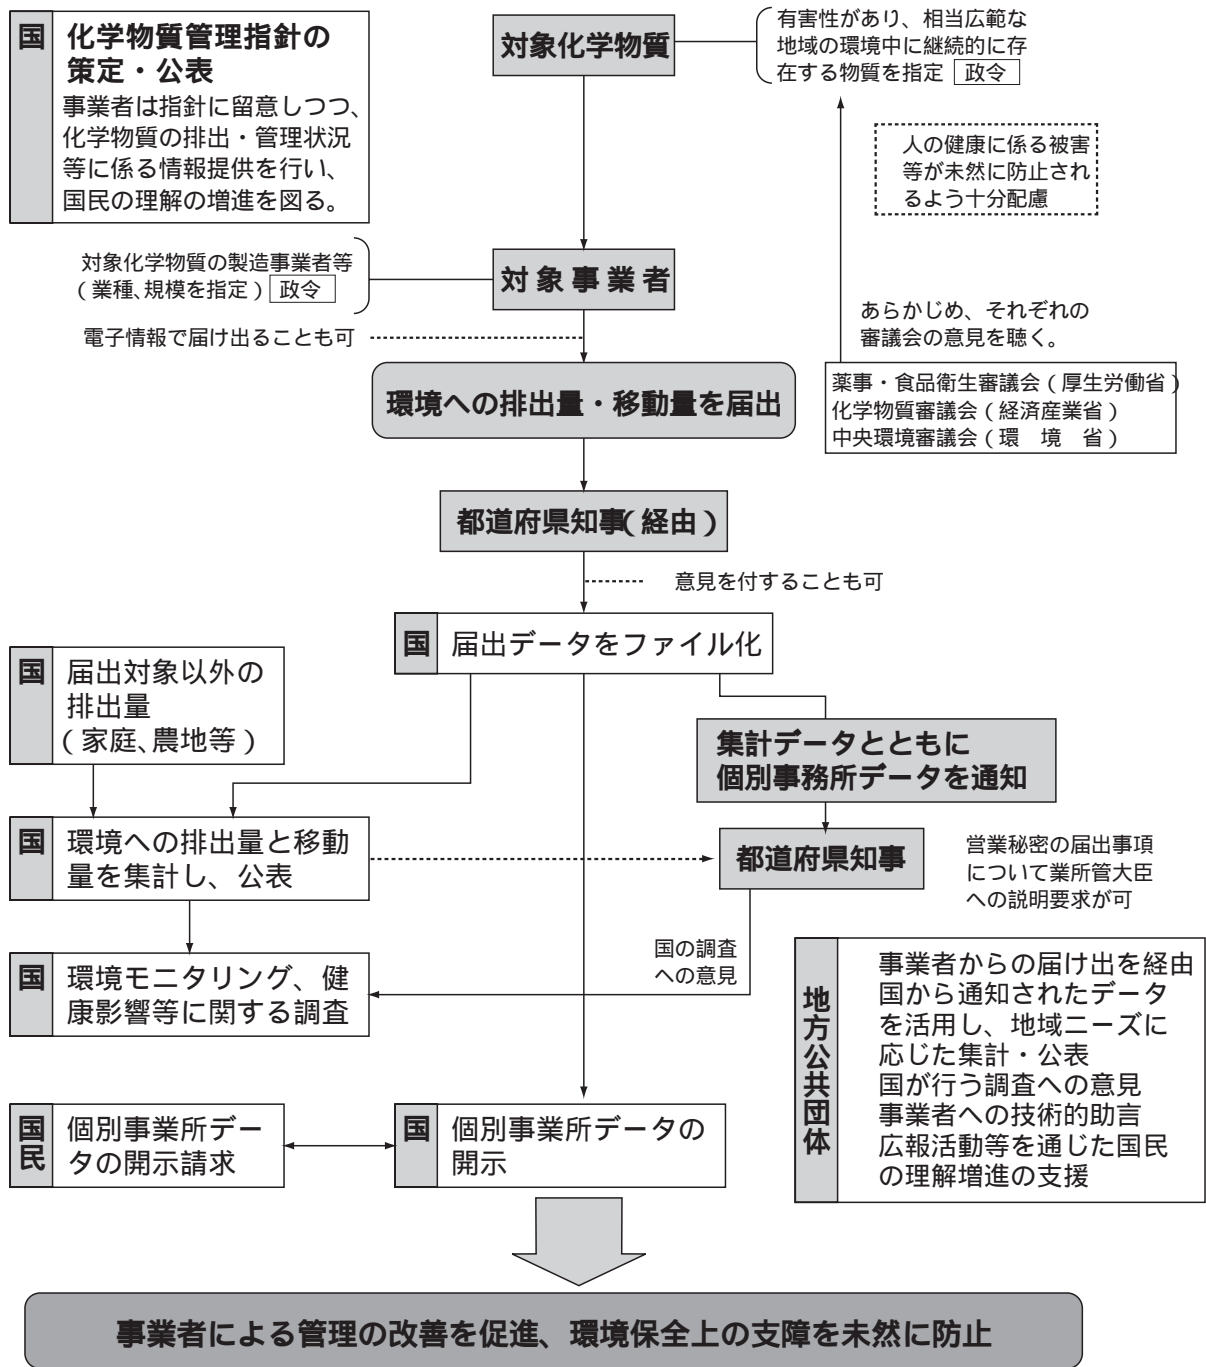 国 化学物質管理指針の
策定・公表
事業者は指針に留意しつつ、
化学物質の排出・管理状況
等に係る情報提供を行い、
国民の理解の増進を図る。
対象化学物質
有害性があり、相当広範な
地域の環境中に継続的に存
在する物質を指定 政令
人の健康に係る被害
等が未然に防止され
るよう十分配慮
対象化学物質の製造事業者等
(業種、規模を指定) 政令
対象事業者
電子情報で届け出ることも可
あらかじめ、それぞれの
審議会の意見を聴く。
薬事・食品衛生審議会(厚生労働省)
化学物質審議会(経済産業省)
中央環境審議会(環 境 省)
環境への排出量・移動量を届出
都道府県知事(経由)
意見を付することも可
国 届出データをファイル化
国 届出対象以外の
排出量
(家庭、農地等)
集計データとともに
個別事務所データを通知
国 環境への排出量と移動
量を集計し、公表
都道府県知事
営業秘密の届出事項
について業所管大臣
への説明要求が可
国の調査
への意見
国 環境モニタリング、健
康影響等に関する調査
地方公共団体
事業者からの届け出を経由
国から通知されたデータ
を活用し、地域ニーズに
応じた集計・公表
国が行う調査への意見
事業者への技術的助言
広報活動等を通じた国民
の理解増進の支援
国民 個別事業所デー
タの開示請求
国 個別事業所データの
開示
事業者による管理の改善を促進、環境保全上の支障を未然に防止